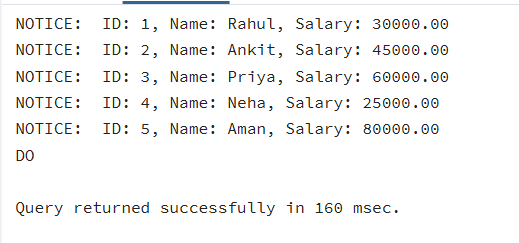 NOTICE:  ID: 1, Name: Rahul, Salary: 30000.00
NOTICE:  ID: 2, Name: Ankit, Salary: 45000.00
NOTICE:  ID: 3, Name: Priya, Salary: 60000.00
NOTICE:  ID: 4, Name: Neha, Salary: 25000.00
NOTICE:  ID: 5, Name: Aman, Salary: 80000.00
DO
Query returned successfully in 160 msec.